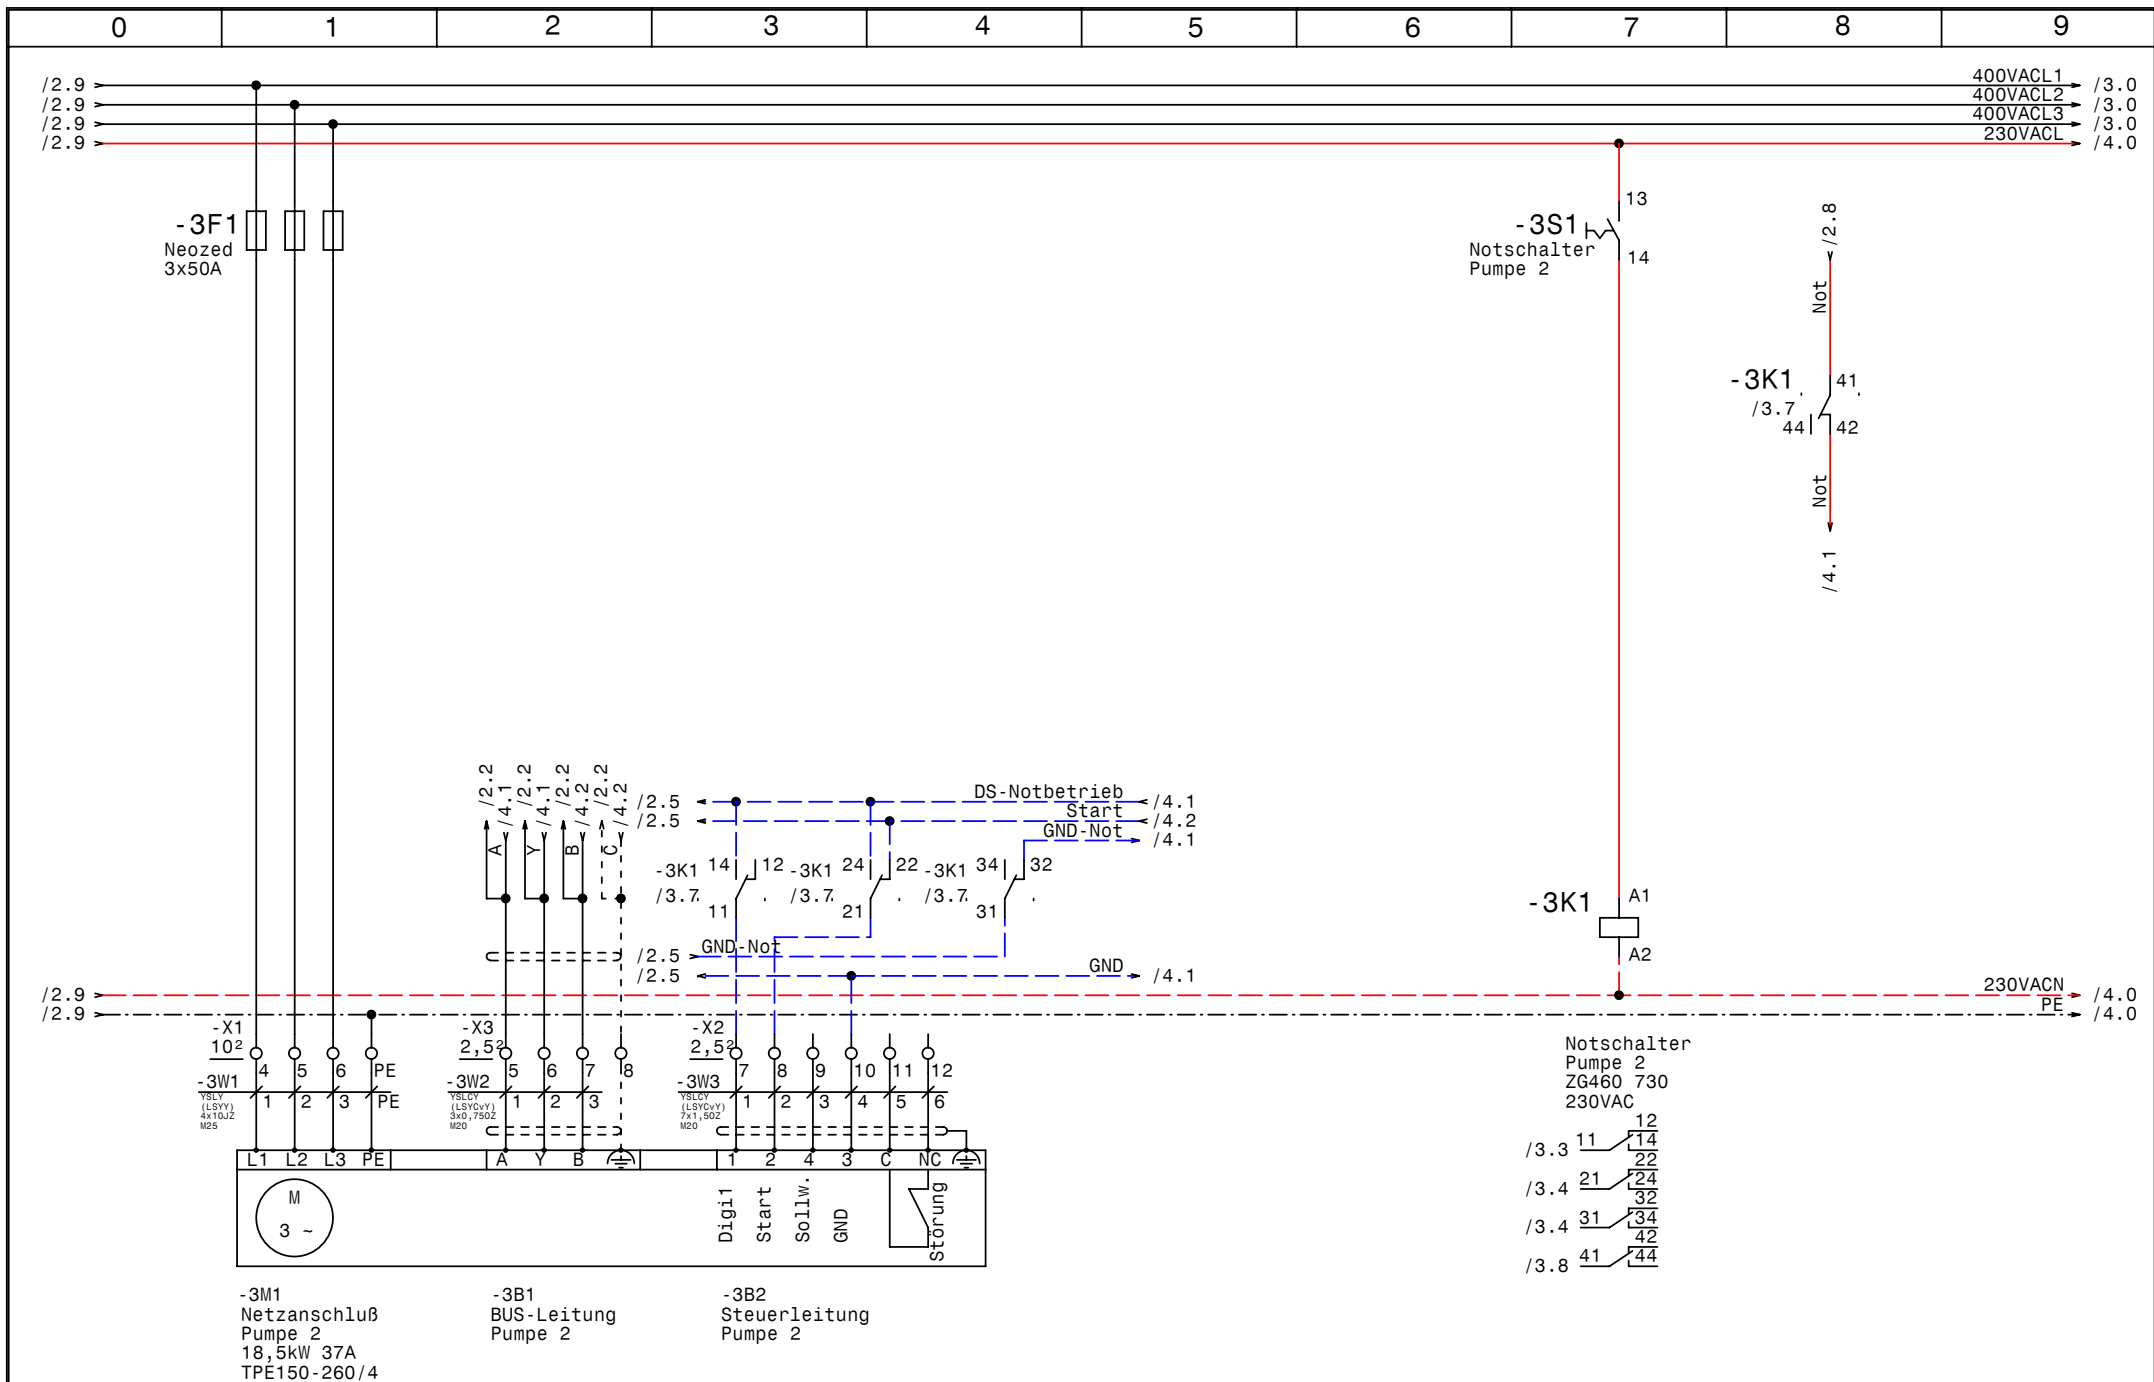 0 1 2 3 4 5 6 7 8 9
/2.9 400VACL1 /3.0
/2.9 400VACL2 /3.0
/2.9 400VACL3 /3.0
/2.9 230VACL /4.0
-3F1
Neozed
3x50A
13
-3S1
Notschalter
Pumpe 2
14
/2.8
Not
-3K1 41
/3.7
44 42
Not
/4.1
/2.2 /2.2 /2.2 /2.2
/4.1 /4.1 /4.2 /4.2
A Y B C
/2.5 DS-Notbetrieb /4.1
/2.5 Start /4.2
GND-Not /4.1
-3K1 14 12 -3K1 24 22 -3K1 34 32
/3.7 /3.7 /3.7
11 21 31
/2.5 GND-Not
/2.5 GND /4.1
-3K1 A1
A2
/2.9 230VACN /4.0
/2.9 PE /4.0
-X1
10²
4 5 6 PE
-3W1
YSLY
(LSYY)
4x10JZ
M25
1 2 3 PE
-X3
2,5²
5 6 7 8
-3W2
YSLCY
(LSYCvY)
3x0,75OZ
M20
1 2 3
-X2
2,5²
7 8 9 10 11 12
-3W3
YSLCY
(LSYCvY)
7x1,5OZ
M20
1 2 3 4 5 6
L1 L2 L3 PE A Y B 1 2 4 3 C NC
M
3 ~
Digi1
Start
Sollw.
GND
Störung
-3M1
Netzanschluß
Pumpe 2
18,5kW 37A
TPE150-260/4
-3B1
BUS-Leitung
Pumpe 2
-3B2
Steuerleitung
Pumpe 2
Notschalter
Pumpe 2
ZG460 730
230VAC
12
/3.3 11 14
22
/3.4 21 24
32
/3.4 31 34
42
/3.8 41 44